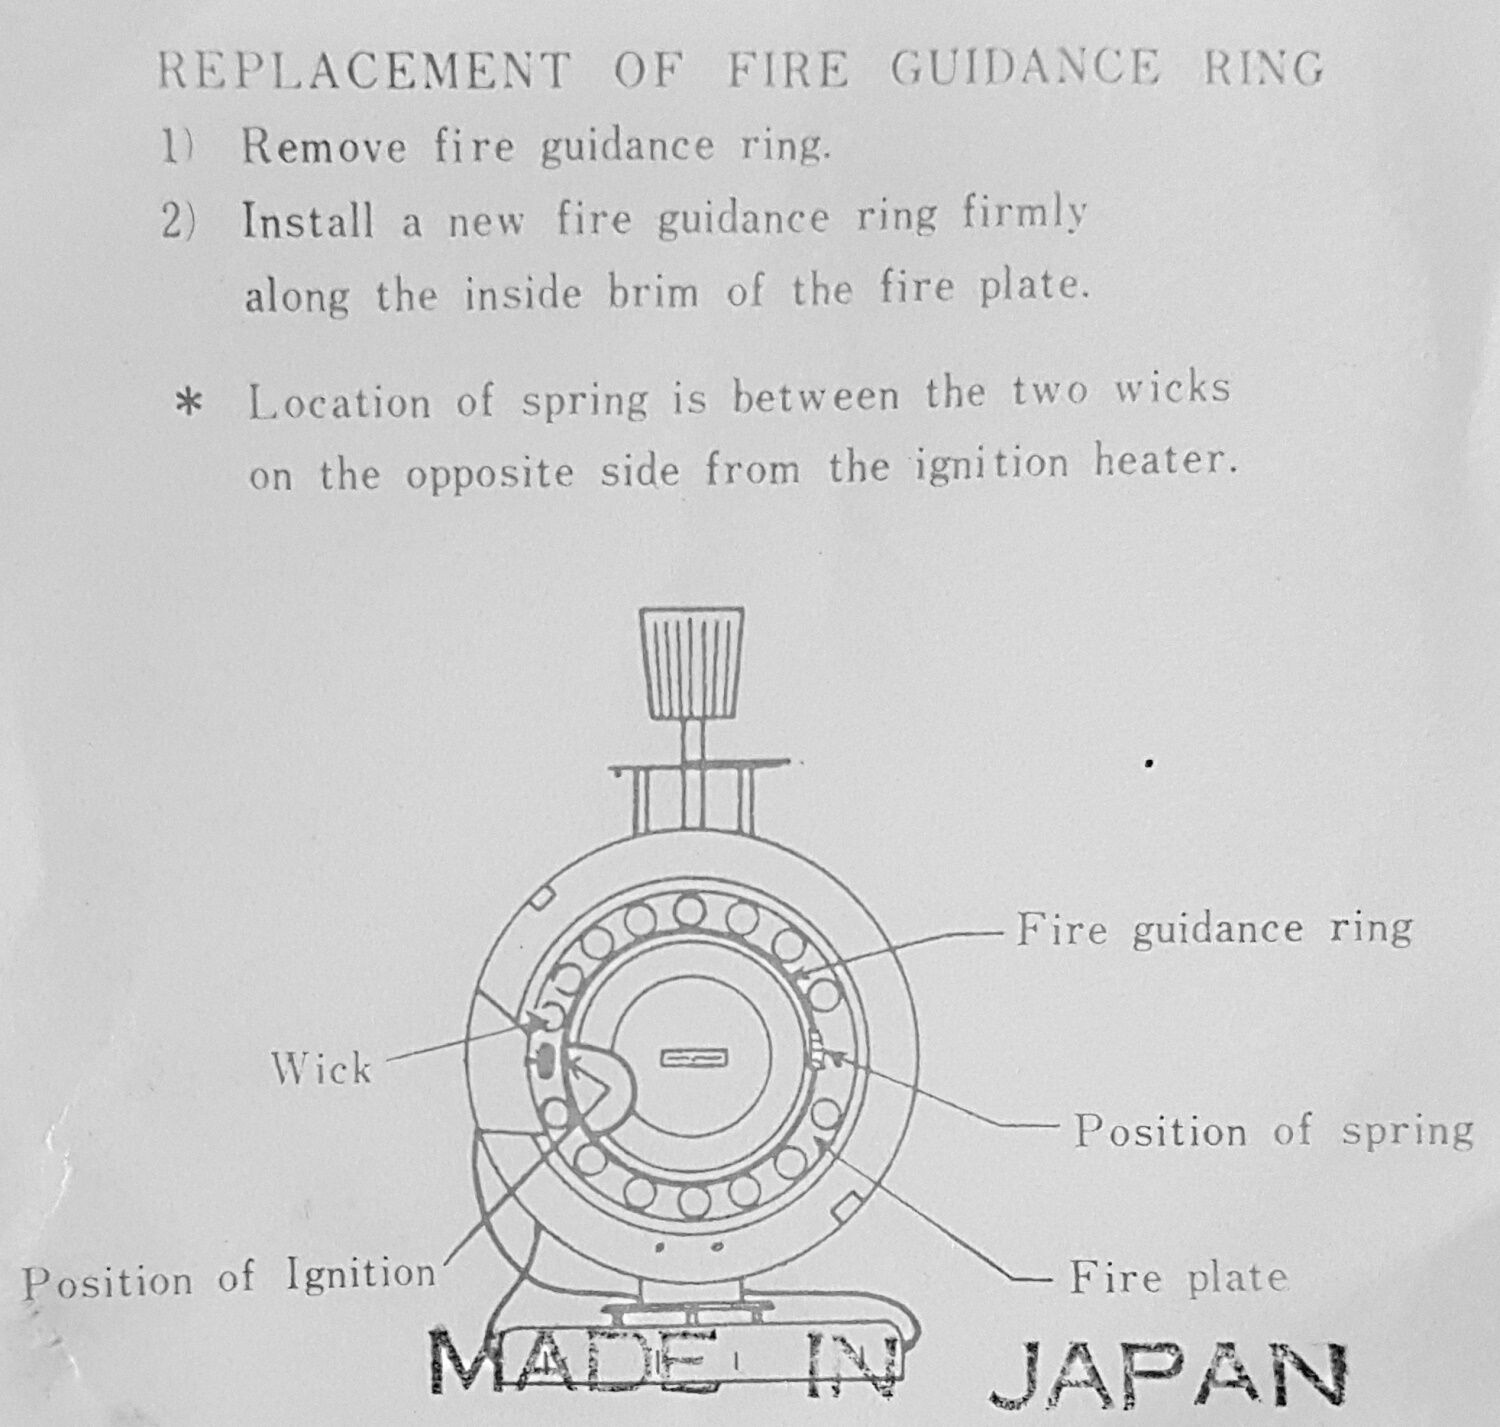 REPLACEMENT OF FIRE GUIDANCE RING
1) Remove fire guidance ring.
2) Install a new fire guidance ring firmly
along the inside brim of the fire plate.
* Location of spring is between the two wicks
on the opposite side from the ignition heater.
Fire guidance ring
Wick
Position of spring
Position of Ignition
Fire plate
MADE IN JAPAN